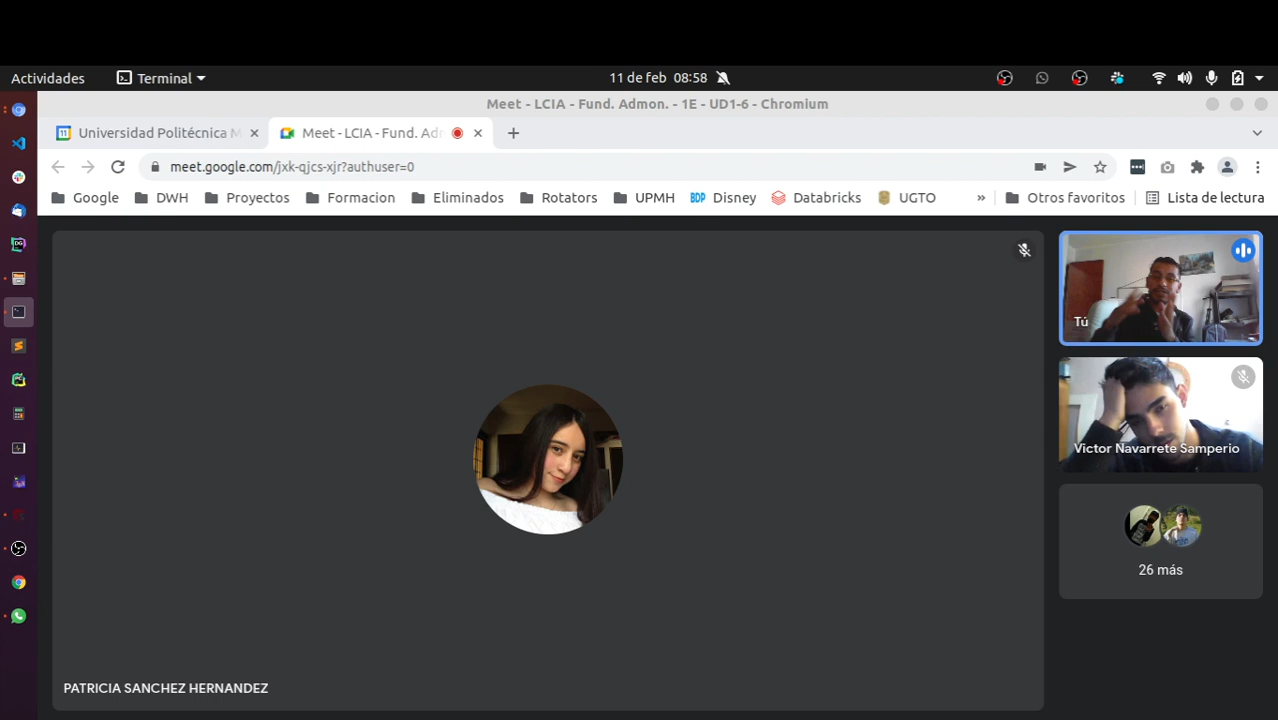 Actividades Terminal 11 de feb 08:58
Meet - LCIA - Fund. Admon. - 1E - UD1-6 - Chromium
Universidad Politécnica M Meet - LCIA - Fund. Adm
meet.google.com/jxk-qjcs-xjr?authuser=0
Google DWH Proyectos Formacion Eliminados Rotators UPMH BDP Disney Databricks UGTO » Otros favoritos Lista de lectura
Tú
Victor Navarrete Samperio
26 más
PATRICIA SANCHEZ HERNANDEZ